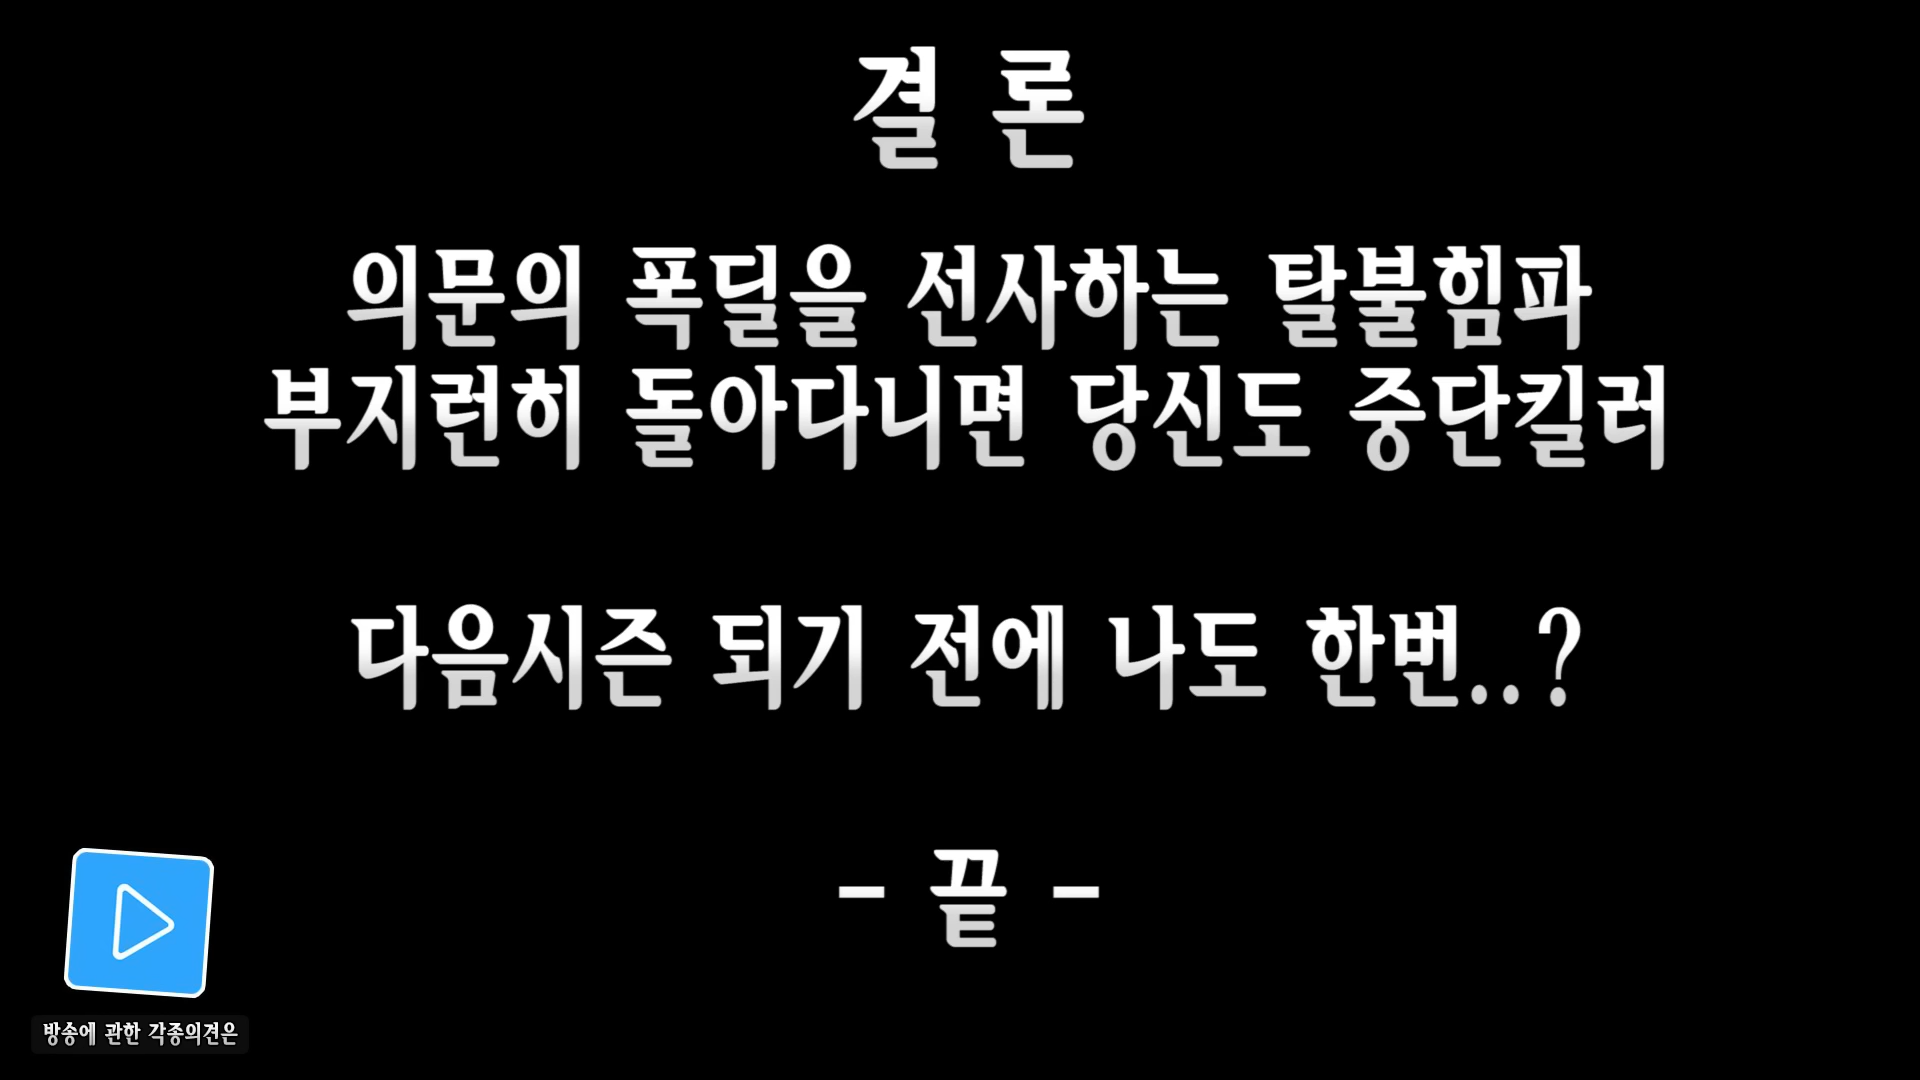 결 론
의문의 폭딜을 선사하는 탈불힘파
부지런히 돌아다니면 당신도 중단킬러
다음시즌 되기 전에 나도 한번..?
- 끝 -
방송에 관한 각종의견은